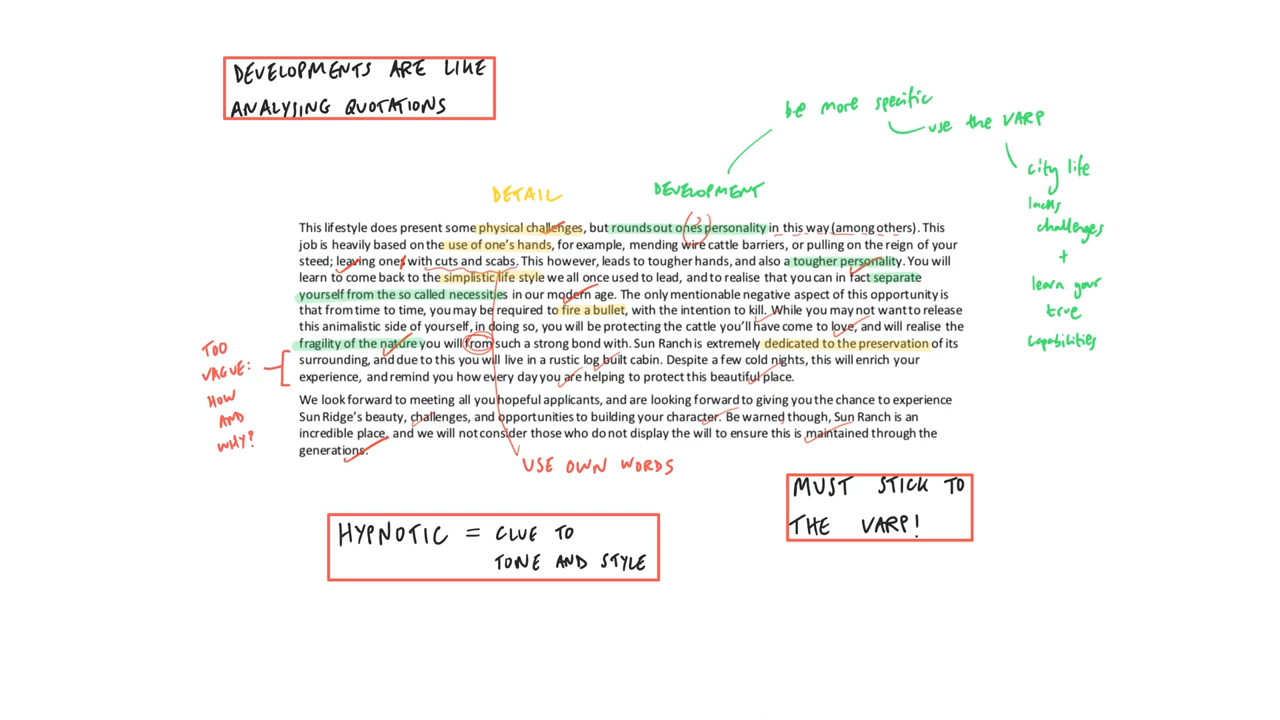 DEVELOPMENTS ARE LIKE
ANALYSING QUOTATIONS
be more specific
use the VARP
city life
lacks
challenges
+
learn your
true
capabilities
DETAIL
DEVELOPMENT
(?)
This lifestyle does present some physical challenges, but rounds out ones personality in this way (among others). This
job is heavily based on the use of one's hands, for example, mending wire cattle barriers, or pulling on the reign of your
steed; leaving ones with cuts and scabs. This however, leads to tougher hands, and also a tougher personality. You will
learn to come back to the simplistic life style we all once used to lead, and to realise that you can in fact separate
yourself from the so called necessities in our modern age. The only mentionable negative aspect of this opportunity is
that from time to time, you may be required to fire a bullet, with the intention to kill. While you may not want to release
this animalistic side of yourself, in doing so, you will be protecting the cattle you'll have come to love, and will realise the
fragility of the nature you will from such a strong bond with. Sun Ranch is extremely dedicated to the preservation of its
surrounding, and due to this you will live in a rustic log built cabin. Despite a few cold nights, this will enrich your
experience, and remind you how every day you are helping to protect this beautiful place.
We look forward to meeting all you hopeful applicants, and are looking forward to giving you the chance to experience
Sun Ridge's beauty, challenges, and opportunities to building your character. Be warned though, Sun Ranch is an
incredible place, and we will not consider those who do not display the will to ensure this is maintained through the
generations.
TOO
VAGUE:
HOW
AND
WHY?
USE OWN WORDS
MUST STICK TO
THE VARP!
HYPNOTIC = CLUE TO
TONE AND STYLE